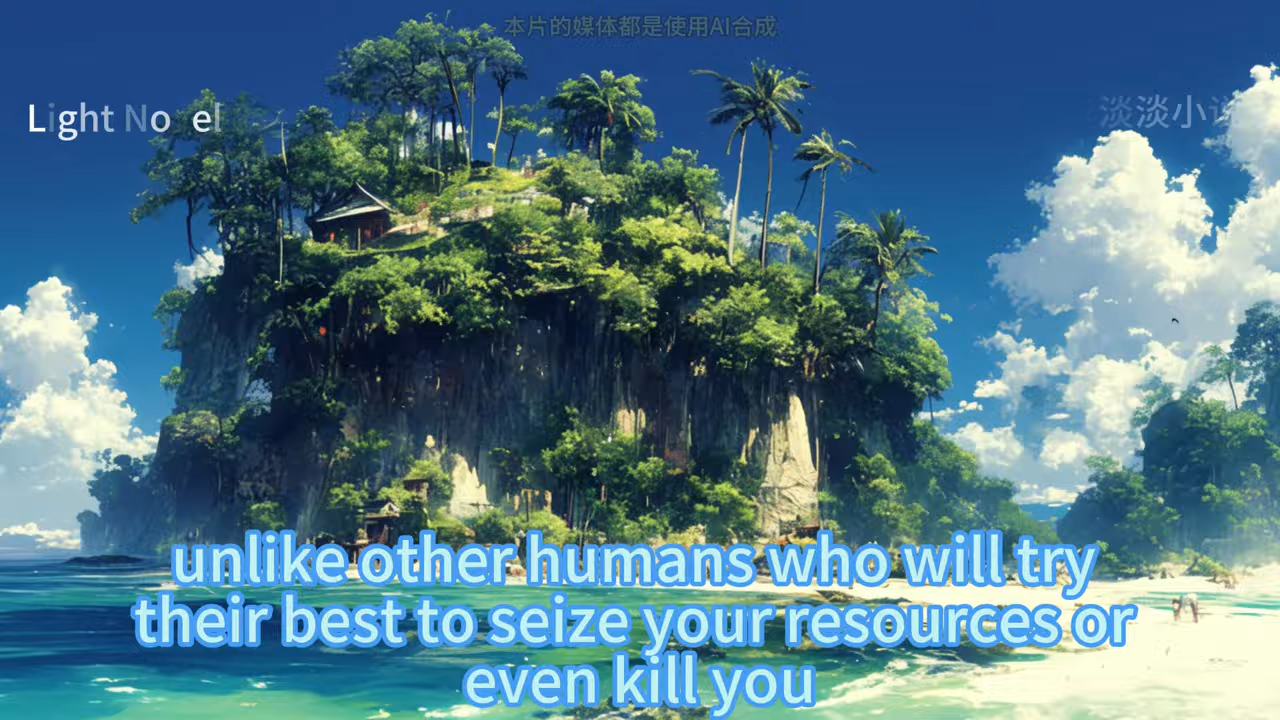 本片的媒体都是使用AI合成
Light No el
淡淡小说
unlike other humans who will try
their best to seize your resources or
even kill you